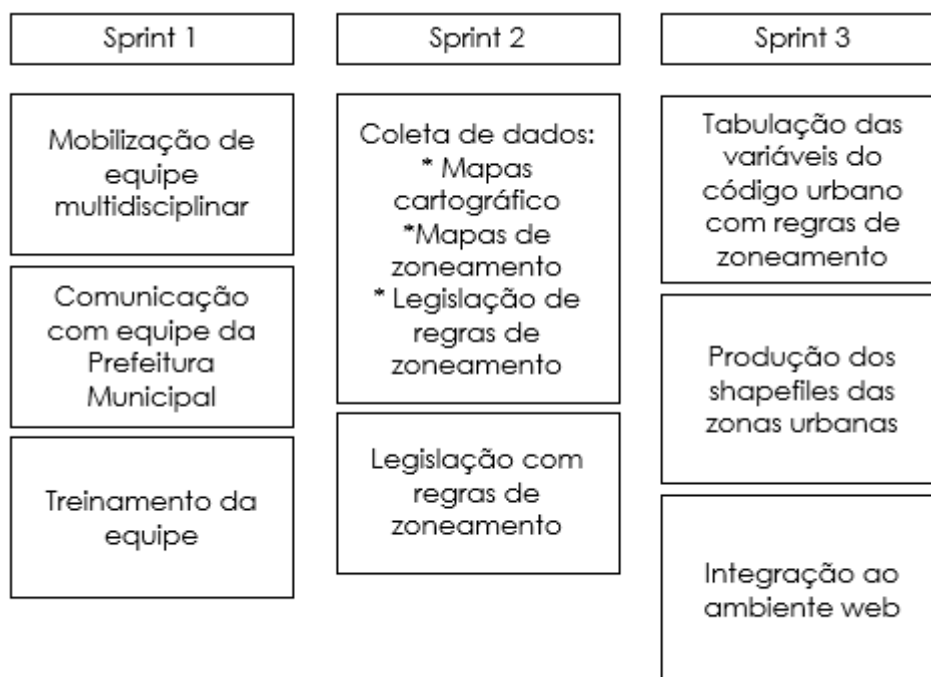 Sprint 1
Mobilização de
equipe
multidisciplinar
Comunicação
com equipe da
Prefeitura
Municipal
Treinamento da
equipe
Sprint 2
Coleta de dados:
* Mapas
cartográfico
*Mapas de
zoneamento
* Legislação de
regras de
zoneamento
Legislação com
regras de
zoneamento
Sprint 3
Tabulação das
variáveis do
código urbano
com regras de
zoneamento
Produção dos
shapefiles das
zonas urbanas
Integração ao
ambiente web